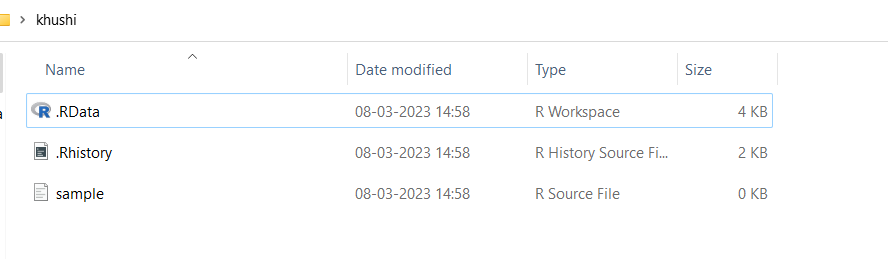 khushi
Name Date modified Type Size
.RData 08-03-2023 14:58 R Workspace 4 KB
.Rhistory 08-03-2023 14:58 R History Source Fi... 2 KB
sample 08-03-2023 14:58 R Source File 0 KB